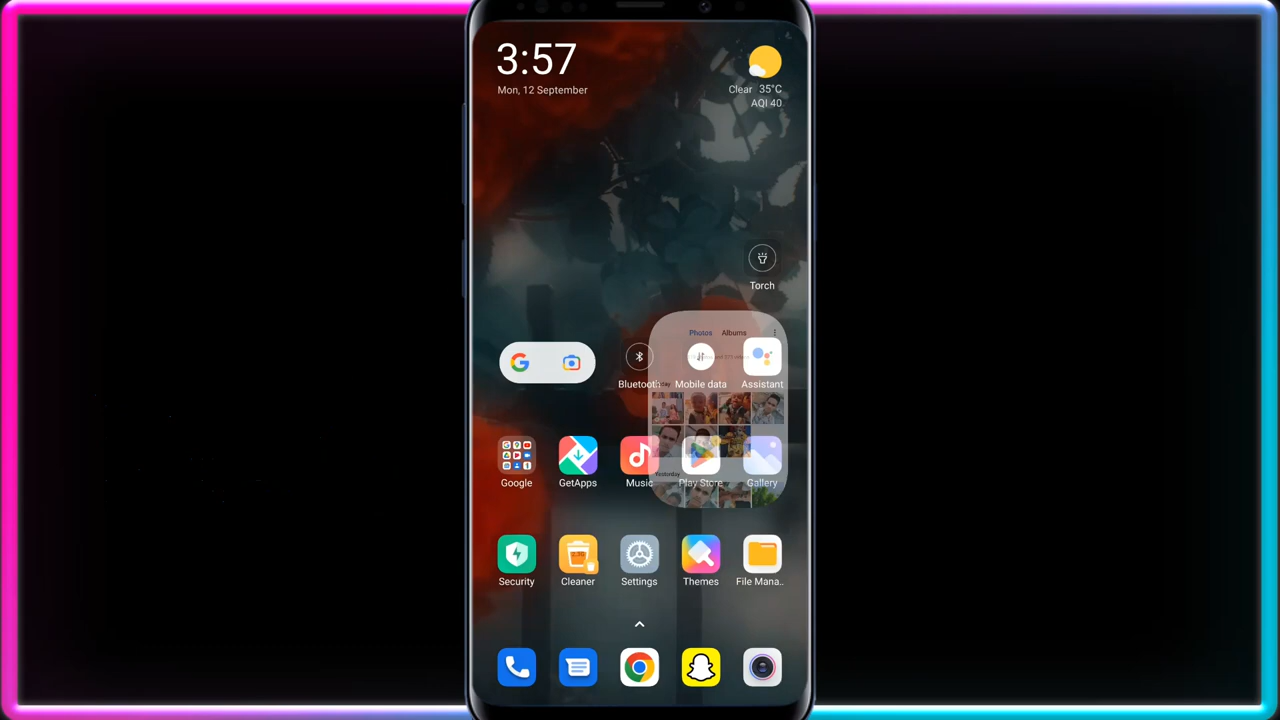 3:57
Mon, 12 September
Clear 35°C
AQI 40
Torch
Photos Albums
Bluetooth Mobile data Assistant
Google GetApps Music Play Store Gallery
Yesterday
Security Cleaner Settings Themes File Mana..